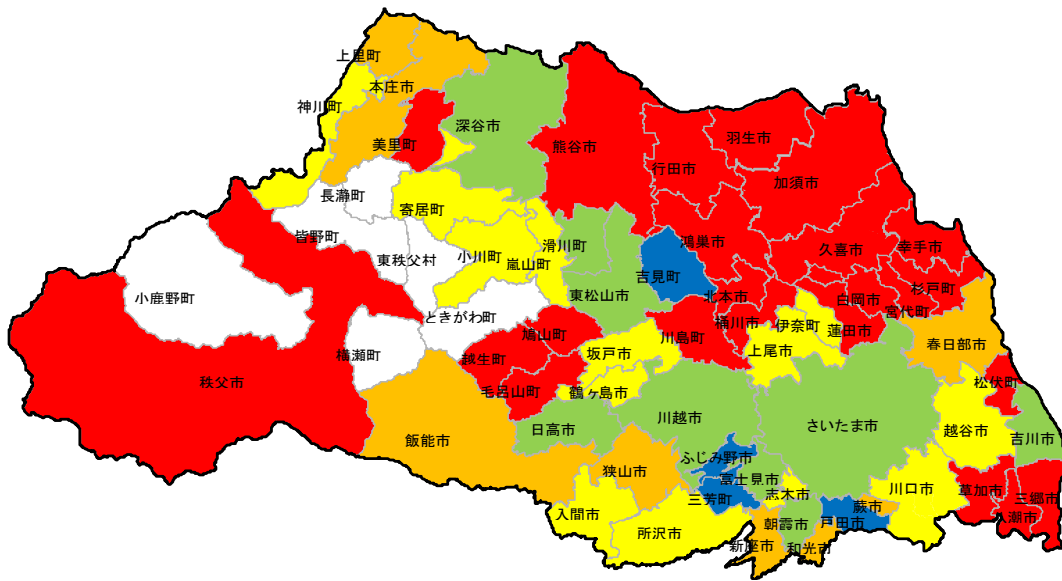 上里町
本庄市
神川町
美里町
深谷市
熊谷市
行田市
羽生市
加須市
長瀞町
寄居町
皆野町
東秩父村
小川町
嵐山町
滑川町
吉見町
鴻巣市
久喜市
幸手市
小鹿野町
東松山市
北本市
白岡市
杉戸町
宮代町
ときがわ町
鳩山町
川島町
桶川市
伊奈町
蓮田市
春日部市
横瀬町
越生町
坂戸市
上尾市
秩父市
毛呂山町
鶴ヶ島市
松伏町
飯能市
日高市
川越市
さいたま市
越谷市
吉川市
狭山市
ふじみ野市
富士見市
三芳町
志木市
川口市
草加市
三郷市
八潮市
入間市
所沢市
朝霞市
戸田市
蕨市
新座市
和光市